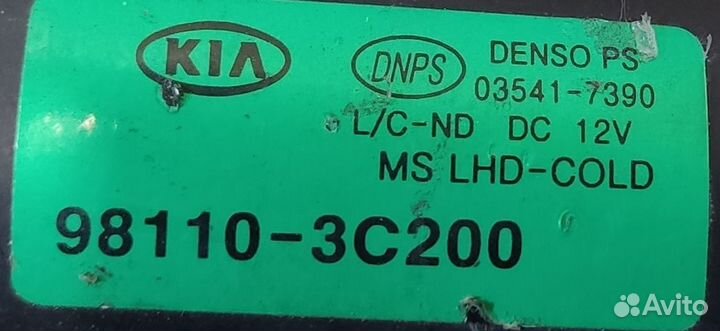 KIA
DNPS
DENSO PS
03541-7390
L/C-ND DC 12V
MS LHD-COLD
98110-3C200
Avito